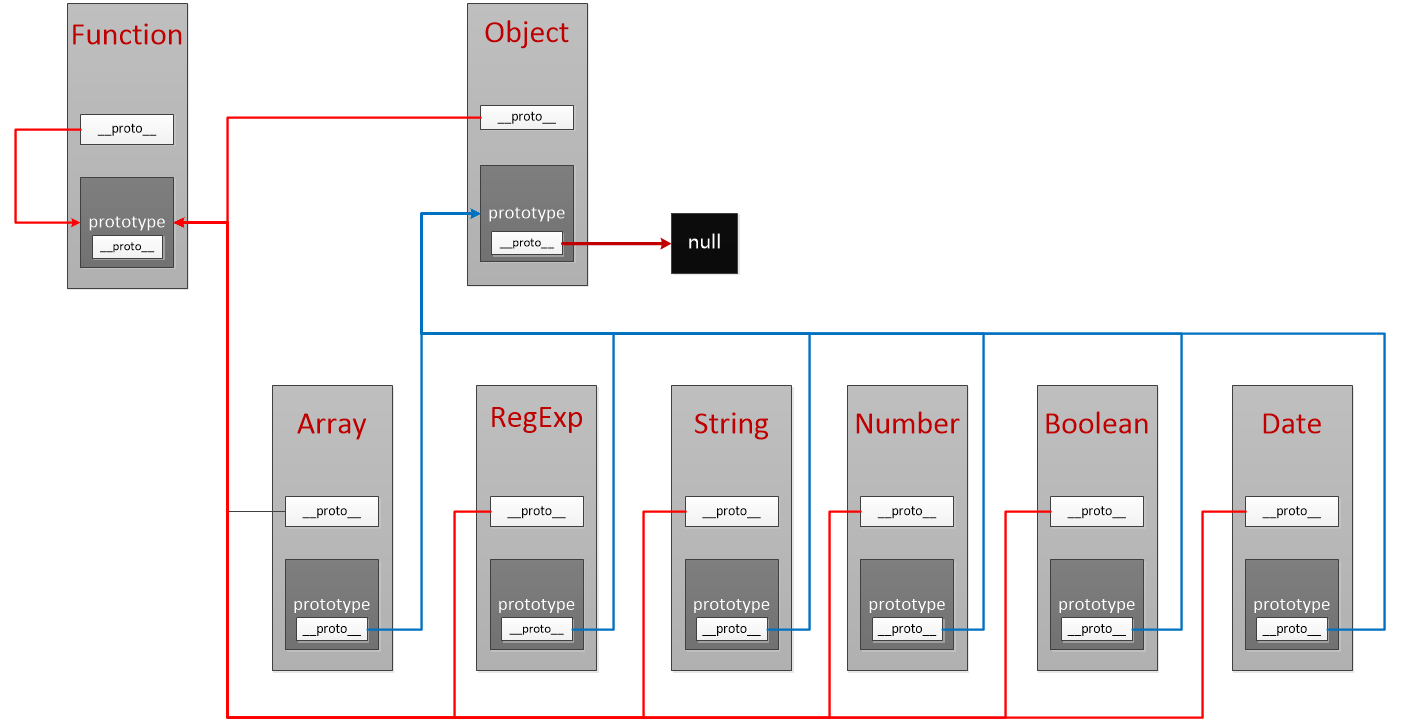 Function
__proto__
prototype
__proto__
Object
__proto__
prototype
__proto__
null
Array
__proto__
prototype
__proto__
RegExp
__proto__
prototype
__proto__
String
__proto__
prototype
__proto__
Number
__proto__
prototype
__proto__
Boolean
__proto__
prototype
__proto__
Date
__proto__
prototype
__proto__